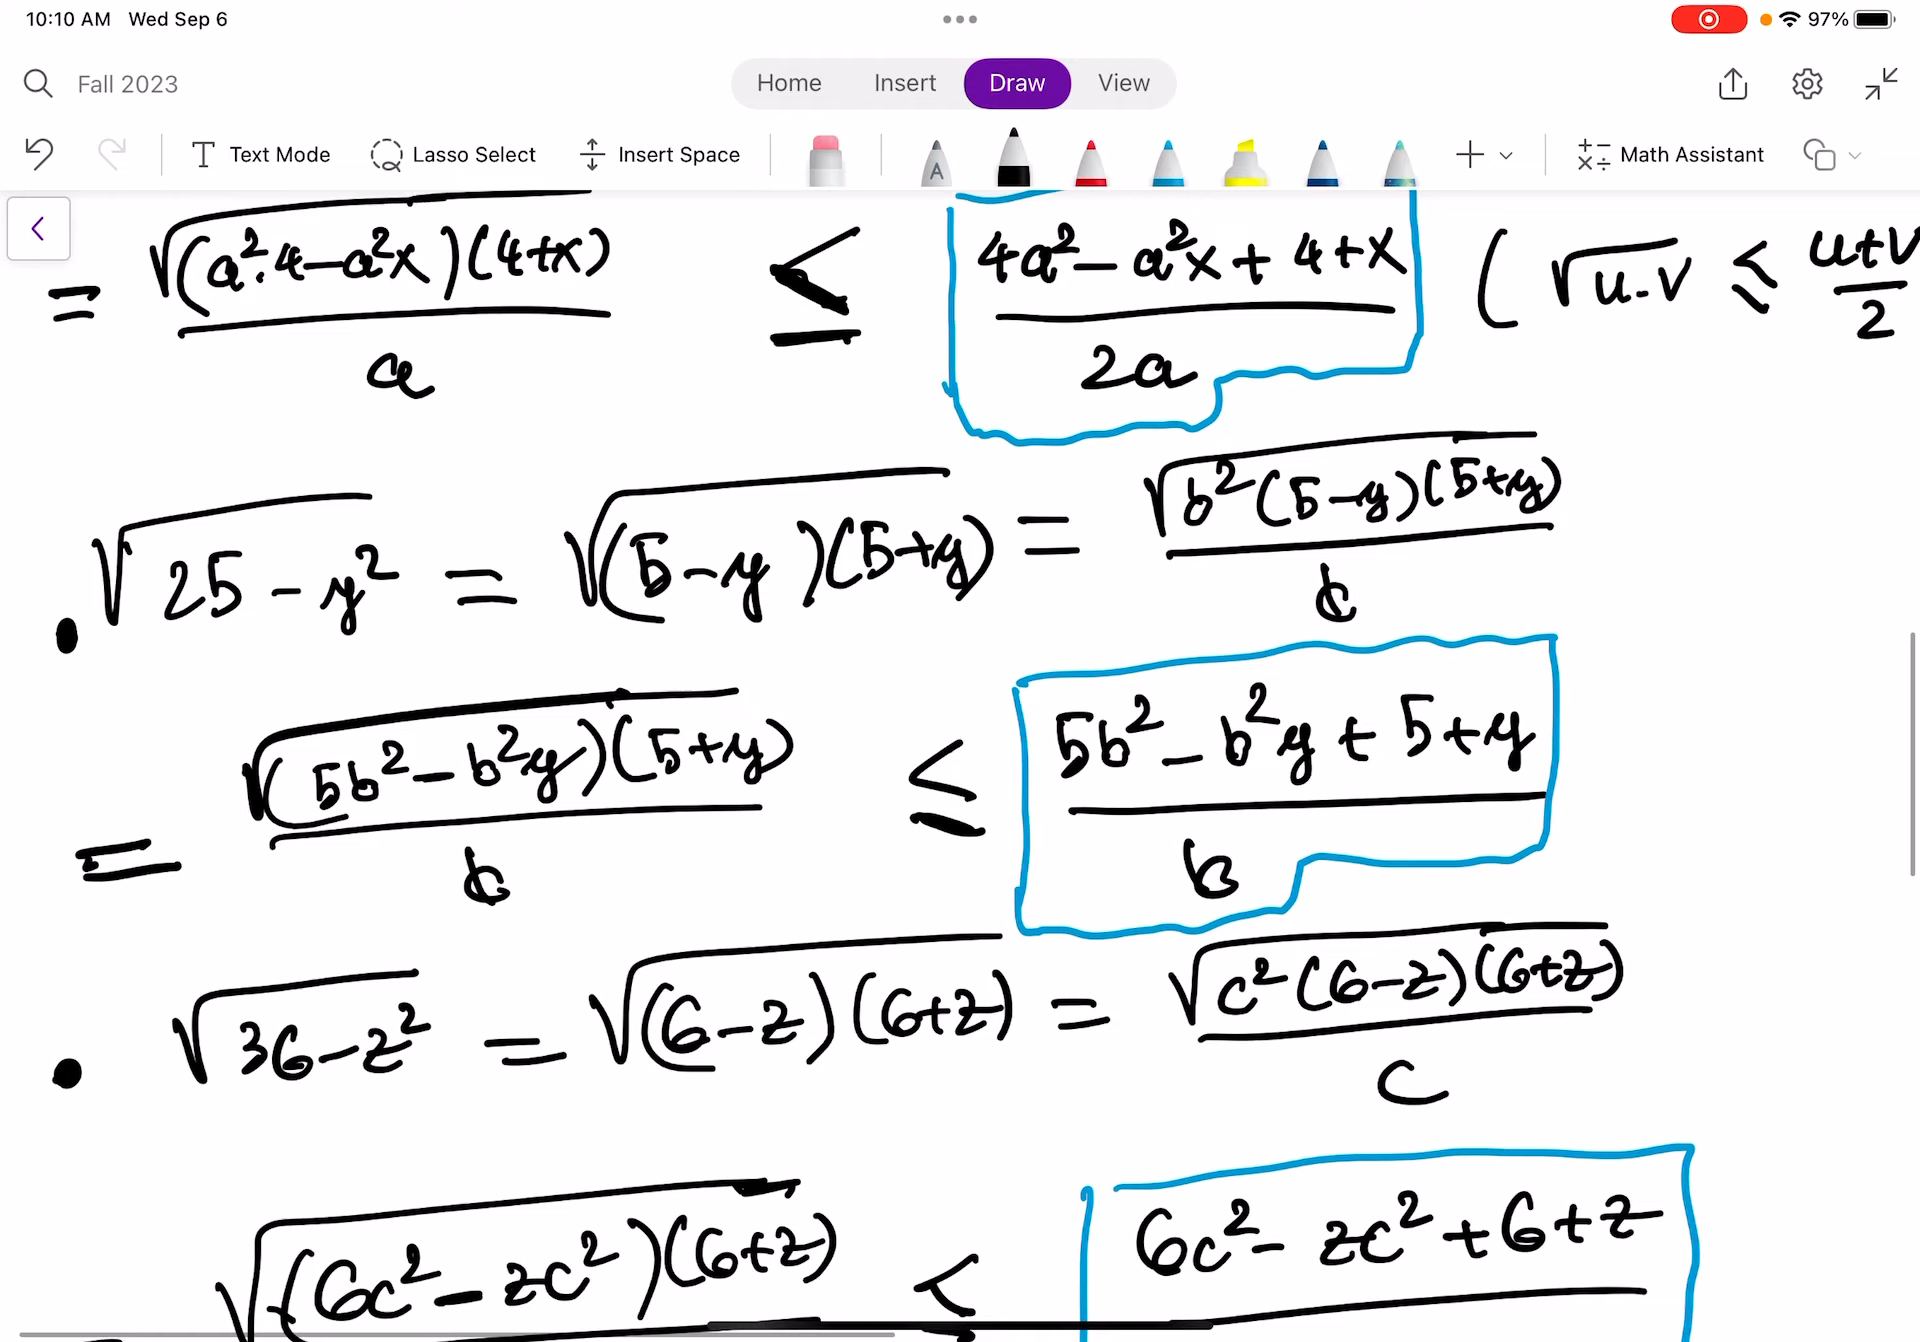 10:10 AM Wed Sep 6 97%
Fall 2023 Home Insert Draw View
Text Mode Lasso Select Insert Space A Math Assistant
= √((a²·4-a²x)(4+x)) / a ≤ (4a²-a²x+4+x) / 2a (√(u·v) ≤ (u+v) / 2
• √(25-y²) = √((5-y)(5+y)) = √(b²(5-y)(5+y)) / b
= √((5b²-b²y)(5+y)) / b ≤ (5b²-b²y+5+y) / b
• √(36-z²) = √((6-z)(6+z)) = √(c²(6-z)(6+z)) / c
= √((6c²-zc²)(6+z)) ≤ 6c²-zc²+6+z